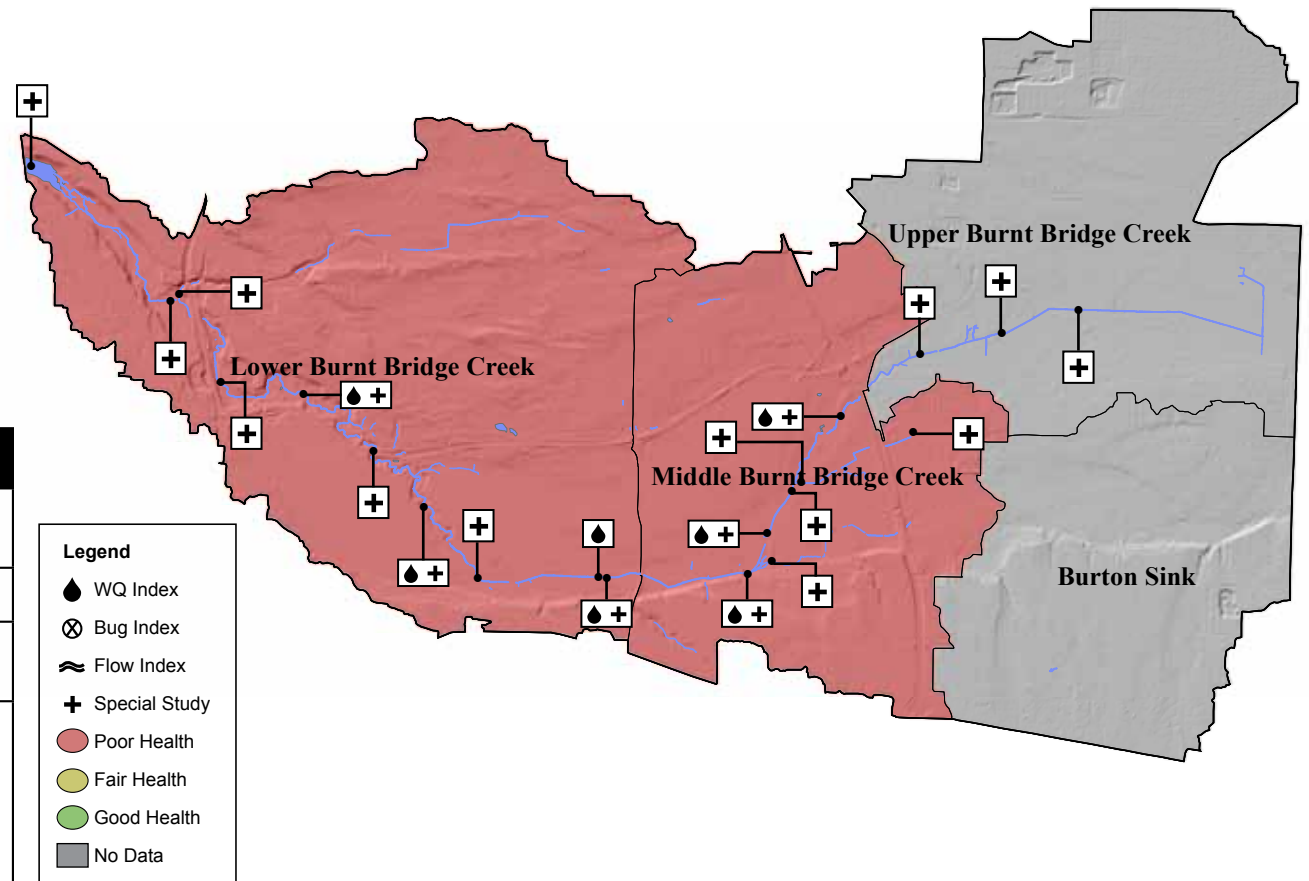 Upper Burnt Bridge Creek
Lower Burnt Bridge Creek
Middle Burnt Bridge Creek
Burton Sink
Legend
WQ Index
Bug Index
Flow Index
Special Study
Poor Health
Fair Health
Good Health
No Data